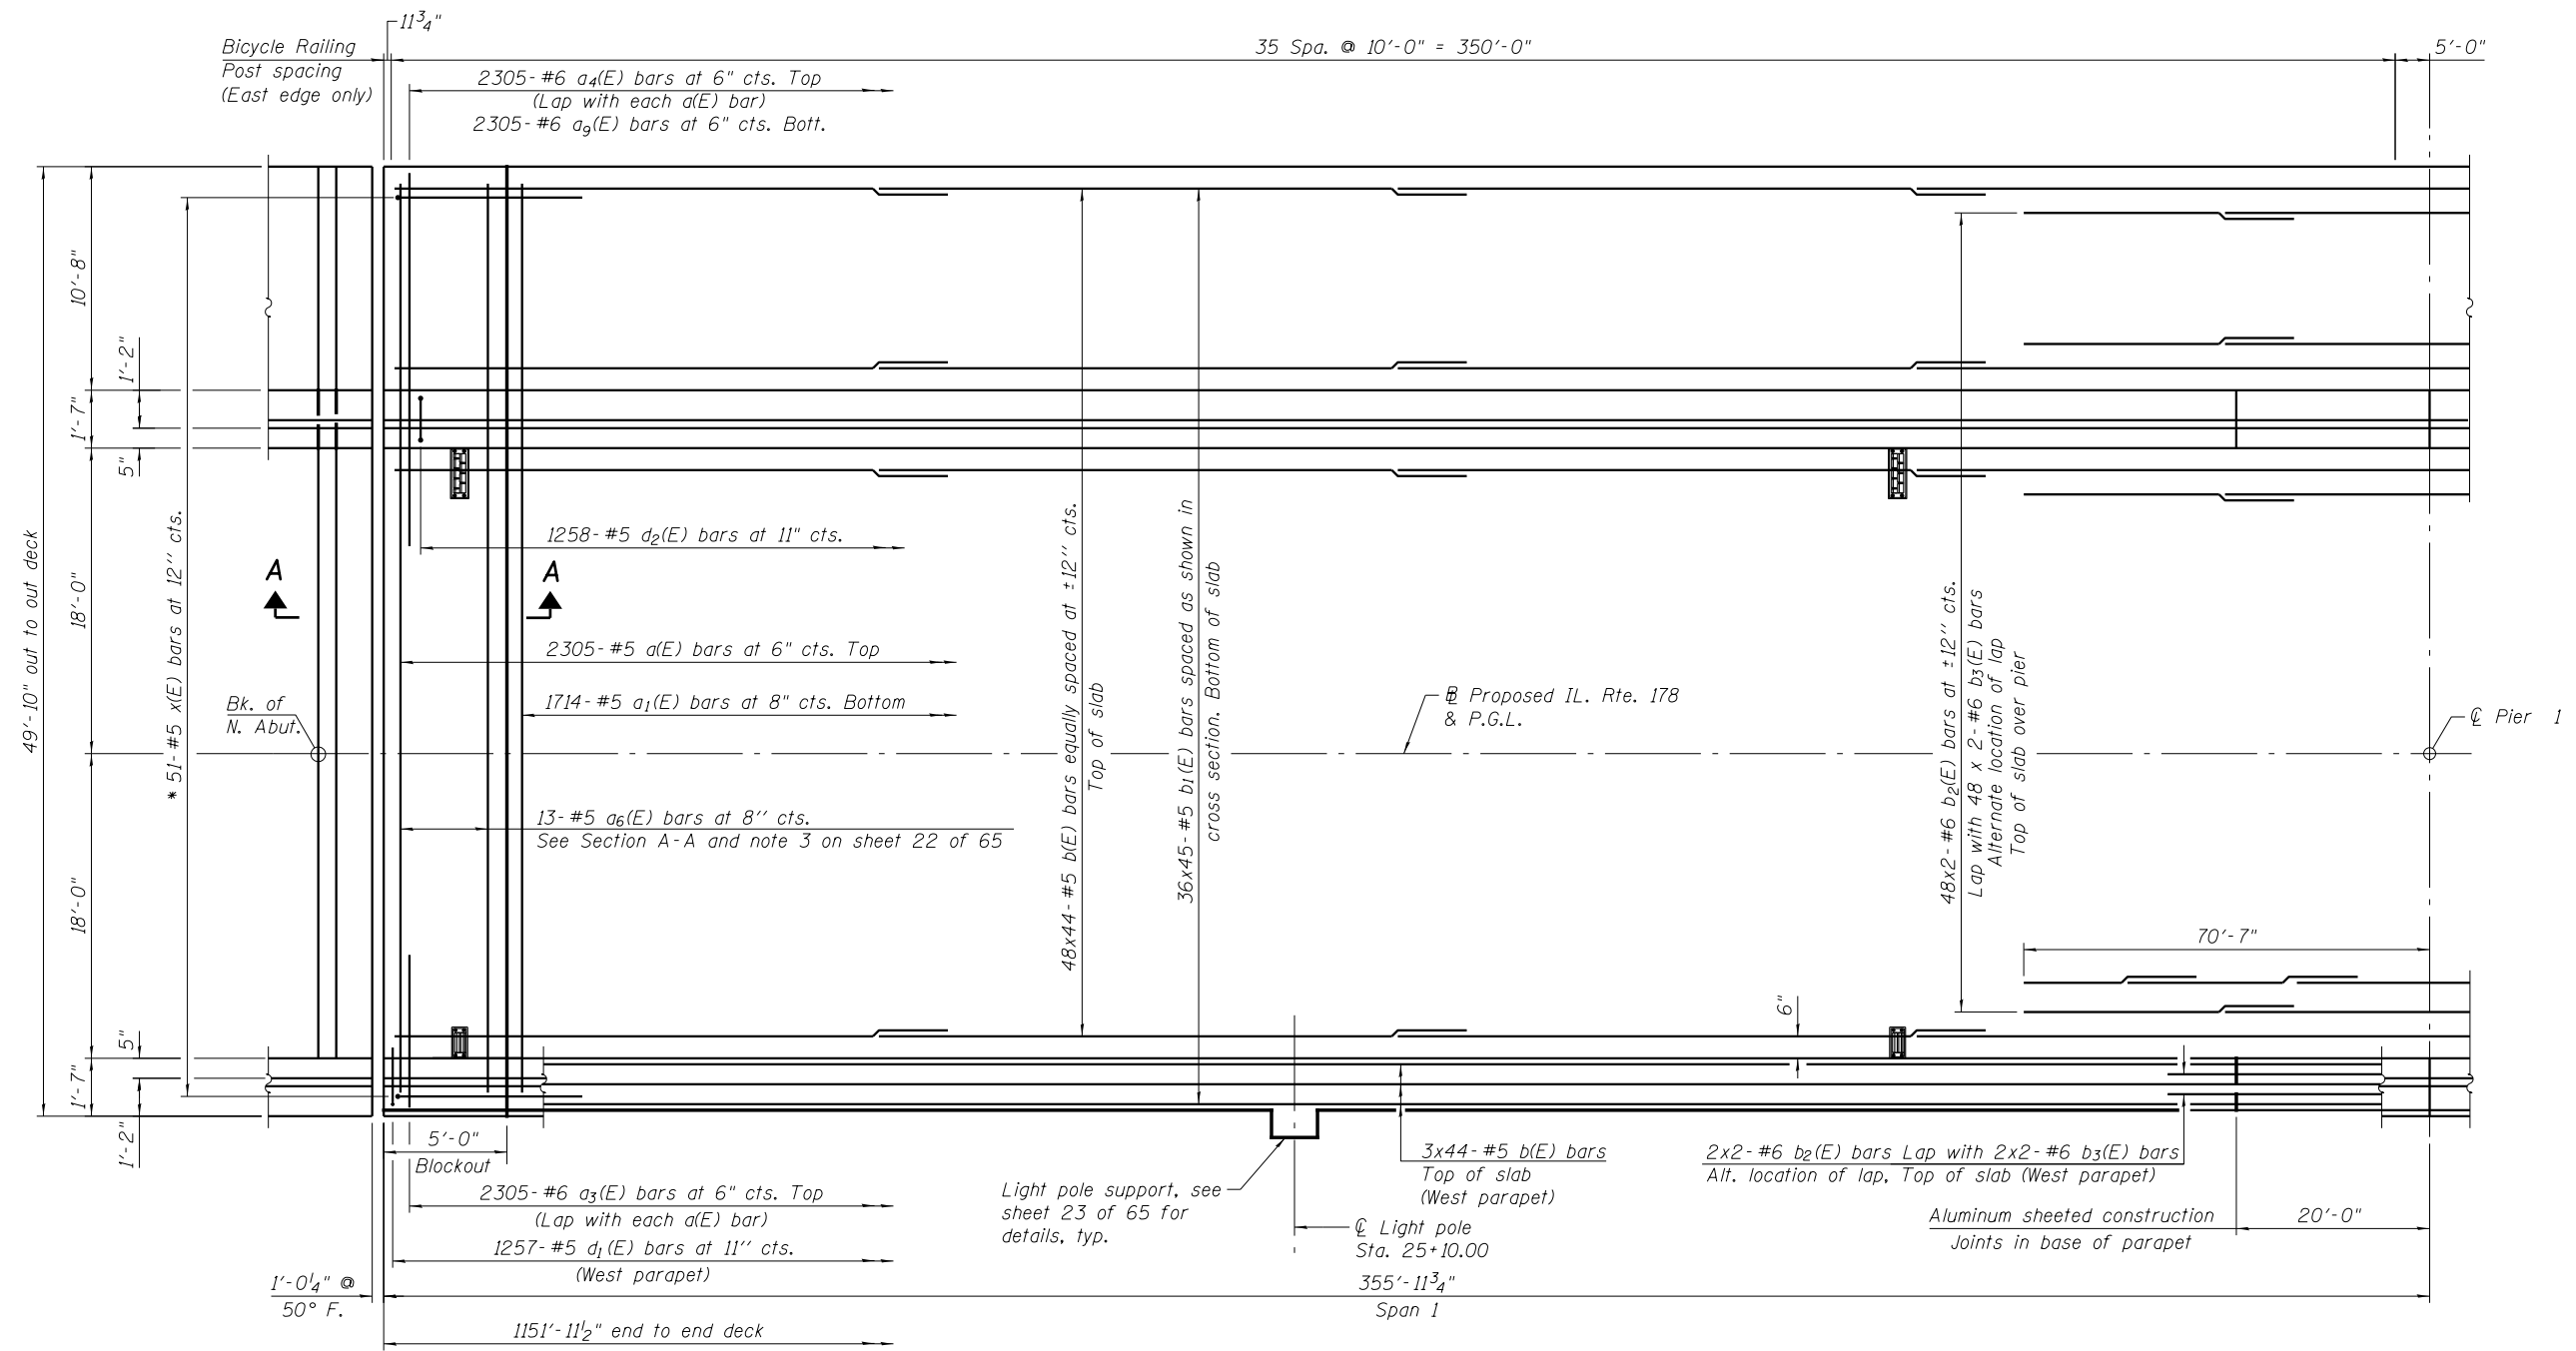 11 3/4"
Bicycle Railing
Post spacing
(East edge only)
35 Spa. @ 10'-0" = 350'-0"
5'-0"
2305- #6 a4(E) bars at 6" cts. Top
(Lap with each a(E) bar)
2305- #6 a9(E) bars at 6" cts. Bott.
49'-10" out to out deck
10'-8"
1'-2"
1'-7"
5"
18'-0"
18'-0"
5"
1'-7"
1'-2"
* 51- #5 x(E) bars at 12'' cts.
A
A
1258- #5 d2(E) bars at 11" cts.
2305- #5 a(E) bars at 6" cts. Top
1714- #5 a1(E) bars at 8" cts. Bottom
Bk. of
N. Abut.
13- #5 a6(E) bars at 8'' cts.
See Section A-A and note 3 on sheet 22 of 65
48x44- #5 b(E) bars equally spaced at ±12'' cts.
Top of slab
36x45- #5 b1(E) bars spaced as shown in
cross section. Bottom of slab
℔ Proposed IL. Rte. 178
& P.G.L.
48x2- #6 b2(E) bars at ±12'' cts.
Lap with 48 x 2- #6 b3(E) bars
Alternate location of lap
Top of slab over pier
℄ Pier 1
70'-7"
6"
5'-0"
Blockout
2305- #6 a3(E) bars at 6" cts. Top
(Lap with each a(E) bar)
1257- #5 d1(E) bars at 11'' cts.
(West parapet)
Light pole support, see
sheet 23 of 65 for
details, typ.
3x44- #5 b(E) bars
Top of slab
(West parapet)
2x2- #6 b2(E) bars Lap with 2x2- #6 b3(E) bars
Alt. location of lap, Top of slab (West parapet)
℄ Light pole
Sta. 25+10.00
Aluminum sheeted construction
Joints in base of parapet
20'-0"
1'-0 1/4" @
50° F.
355'-11 3/4"
Span 1
1151'-11 1/2" end to end deck